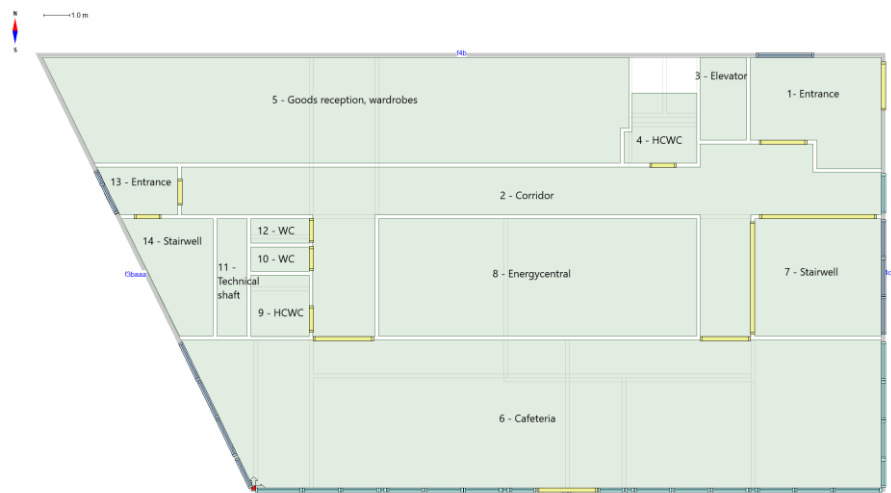 N
1.0 m
S
f4b
3 - Elevator
1- Entrance
5 - Goods reception, wardrobes
4 - HCWC
13 - Entrance
2 - Corridor
12 - WC
14 - Stairwell
10 - WC
11 -
Technical
shaft
8 - Energycentral
7 - Stairwell
f3baaa
9 - HCWC
6 - Cafeteria